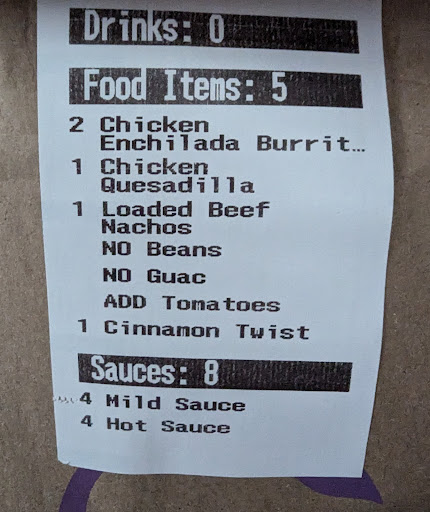 Drinks: 0
Food Items: 5
2 Chicken
Enchilada Burrit…
1 Chicken
Quesadilla
1 Loaded Beef
Nachos
NO Beans
NO Guac
ADD Tomatoes
1 Cinnamon Twist
Sauces: 8
4 Mild Sauce
4 Hot Sauce